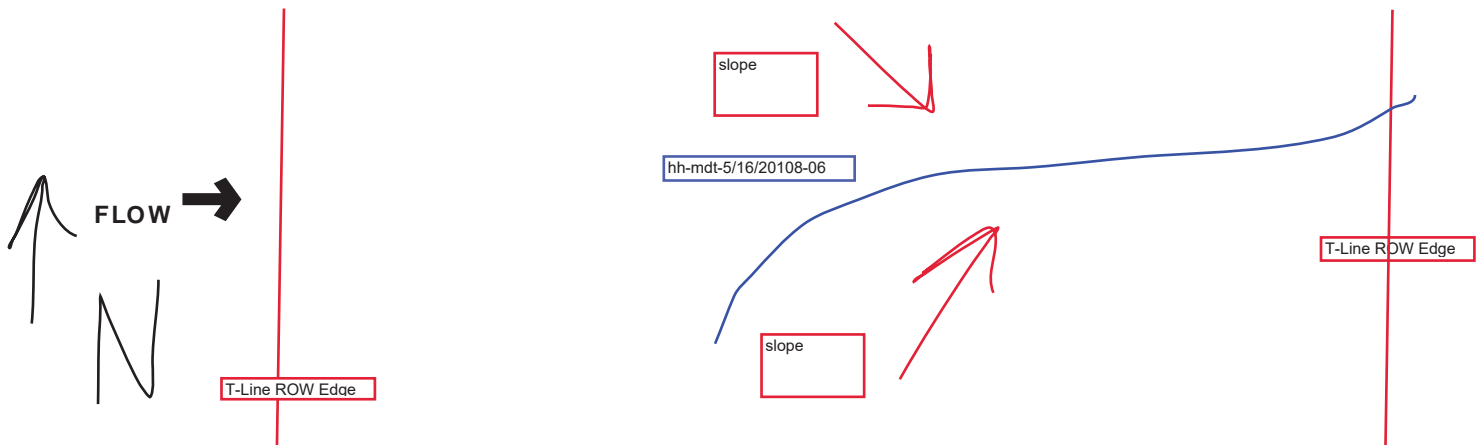 slope
hh-mdt-5/16/20108-06
FLOW
N
T-Line ROW Edge
slope
T-Line ROW Edge